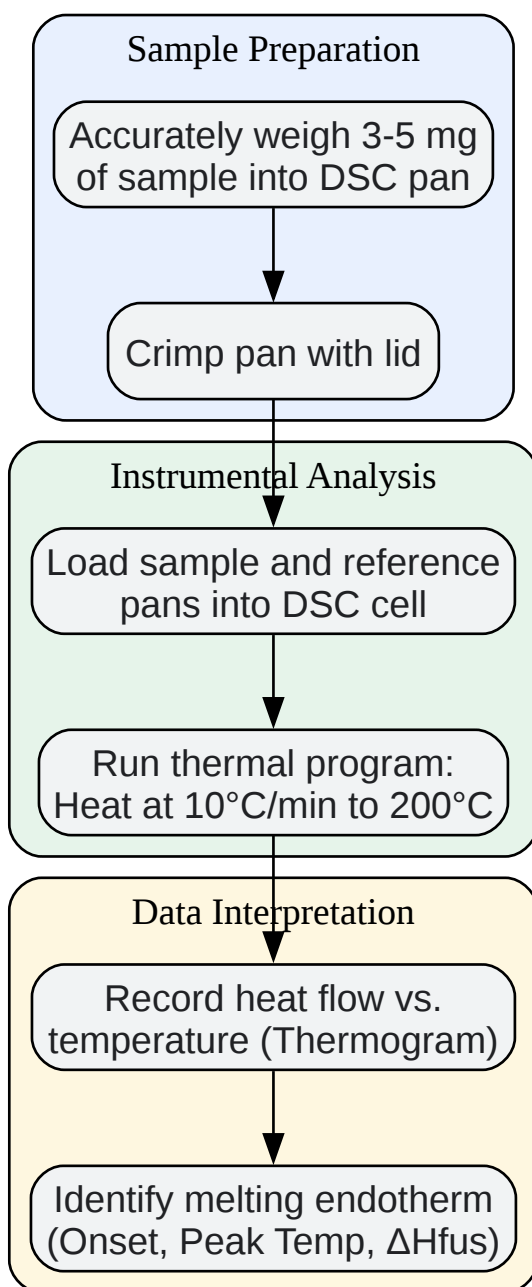 Sample Preparation
Accurately weigh 3-5 mg
of sample into DSC pan
Crimp pan with lid
Instrumental Analysis
Load sample and reference
pans into DSC cell
Run thermal program:
Heat at 10°C/min to 200°C
Data Interpretation
Record heat flow vs.
temperature (Thermogram)
Identify melting endotherm
(Onset, Peak Temp, ΔHfus)